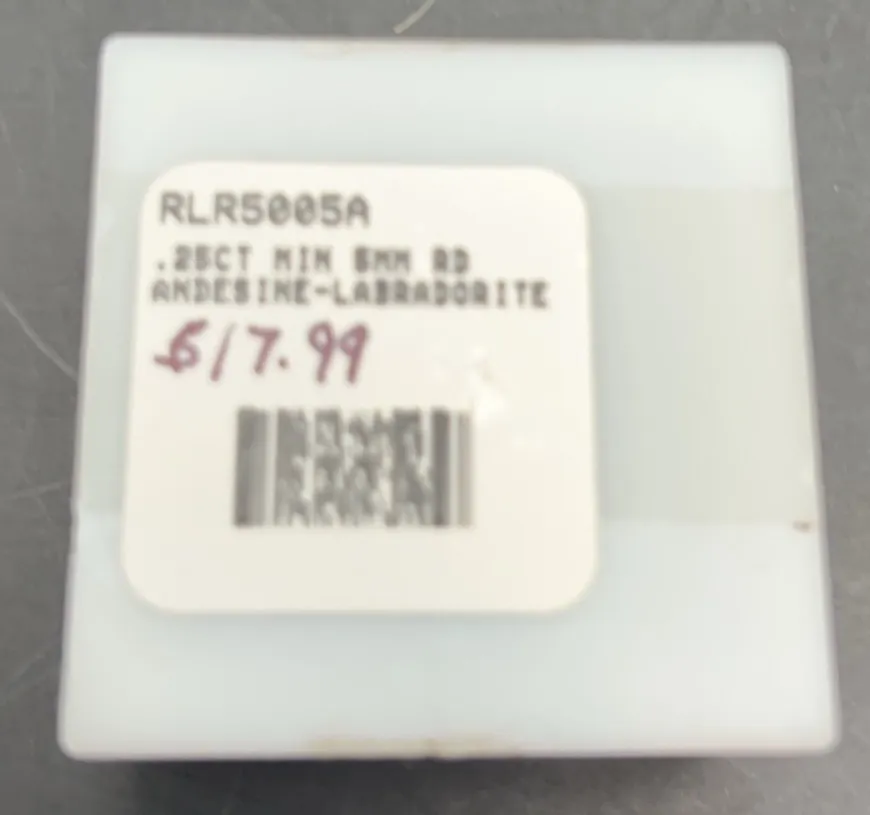 RLR5005A
.25CT MIN 5MM RD
ANDESINE-LABRADORITE
$17.99